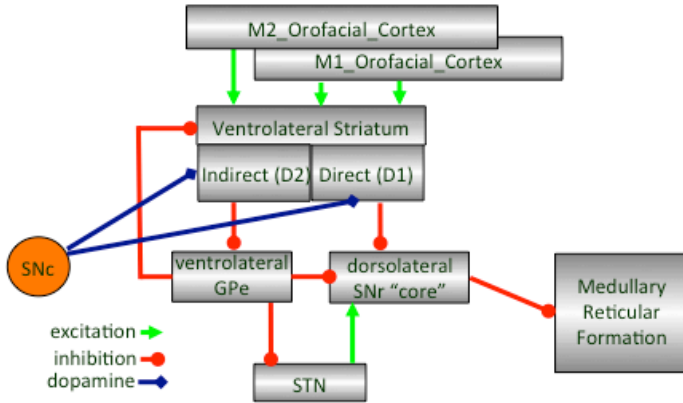 M2_Orofacial_Cortex
M1_Orofacial_Cortex
Ventrolateral Striatum
Indirect (D2)
Direct (D1)
SNc
ventrolateral
GPe
dorsolateral
SNr “core”
Medullary
Reticular
Formation
excitation
inhibition
dopamine
STN